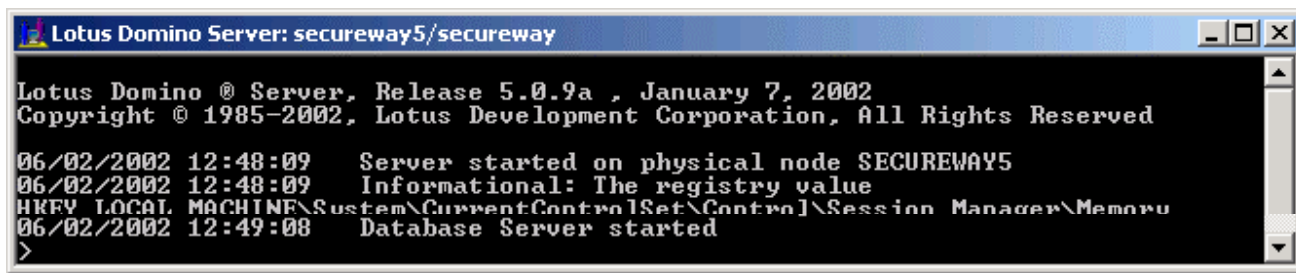 Lotus Domino Server: secureway5/secureway
Lotus Domino ® Server, Release 5.0.9a , January 7, 2002
Copyright © 1985-2002, Lotus Development Corporation, All Rights Reserved
06/02/2002 12:48:09 Server started on physical node SECUREWAY5
06/02/2002 12:48:09 Informational: The registry value
HKEY_LOCAL_MACHINE\System\CurrentControlSet\Control\Session Manager\Memory
06/02/2002 12:49:08 Database Server started
>